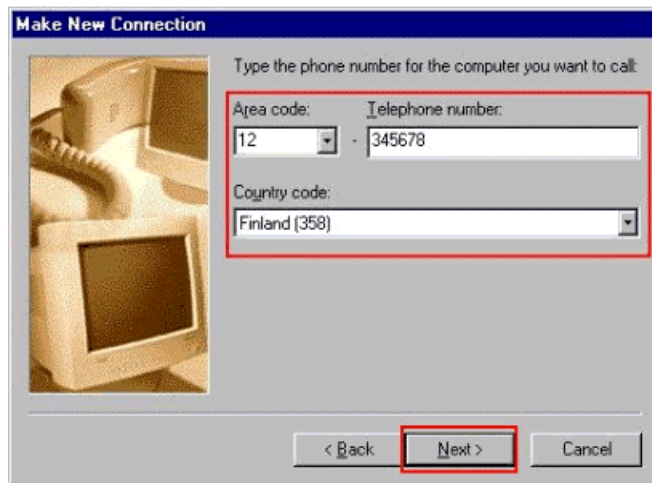 Make New Connection
Type the phone number for the computer you want to call:
Area code: Telephone number:
12 - 345678
Country code:
Finland (358)
< Back Next > Cancel